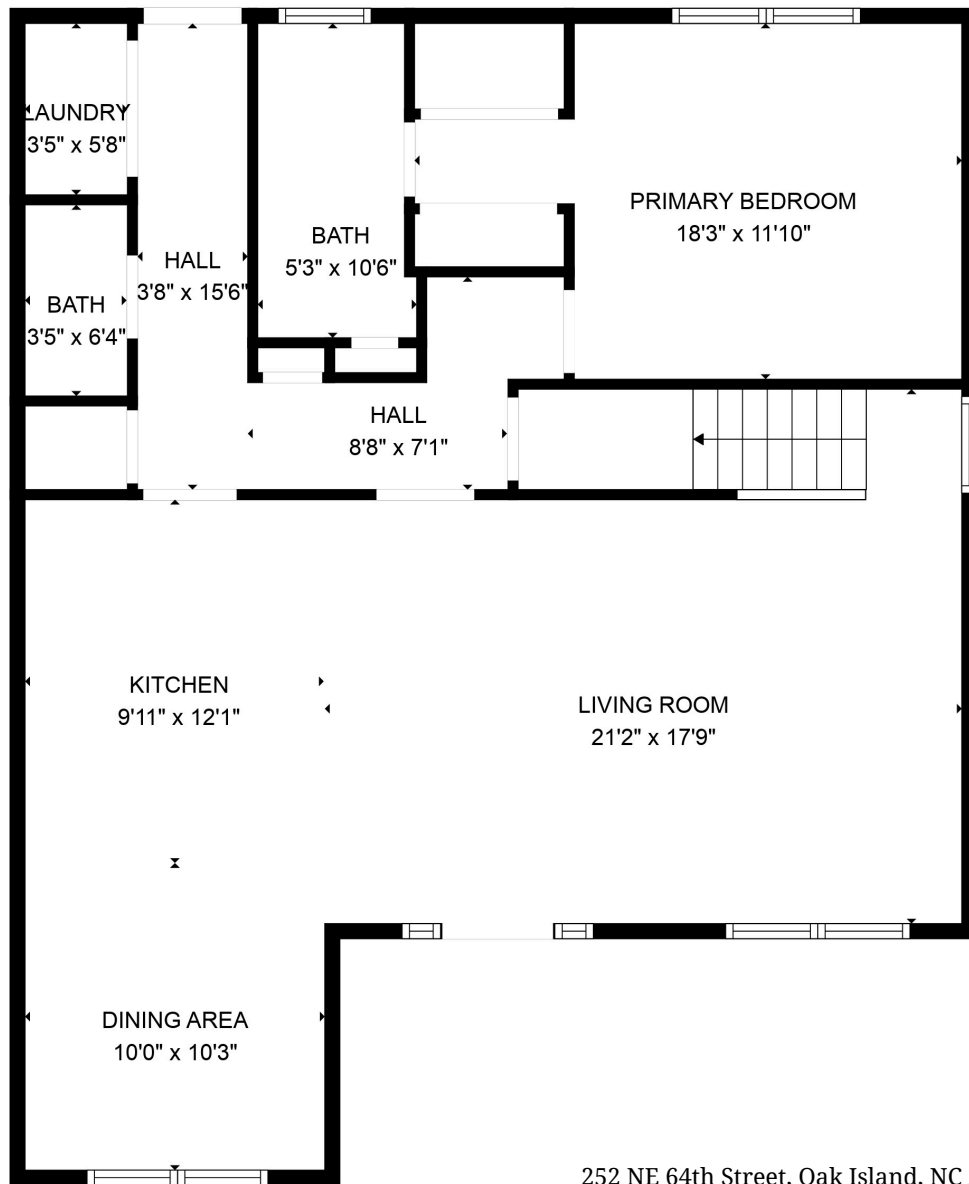 LAUNDRY
3'5" x 5'8"
HALL
3'8" x 15'6"
BATH
5'3" x 10'6"
PRIMARY BEDROOM
18'3" x 11'10"
BATH
3'5" x 6'4"
HALL
8'8" x 7'1"
KITCHEN
9'11" x 12'1"
LIVING ROOM
21'2" x 17'9"
DINING AREA
10'0" x 10'3"
252 NE 64th Street, Oak Island, NC